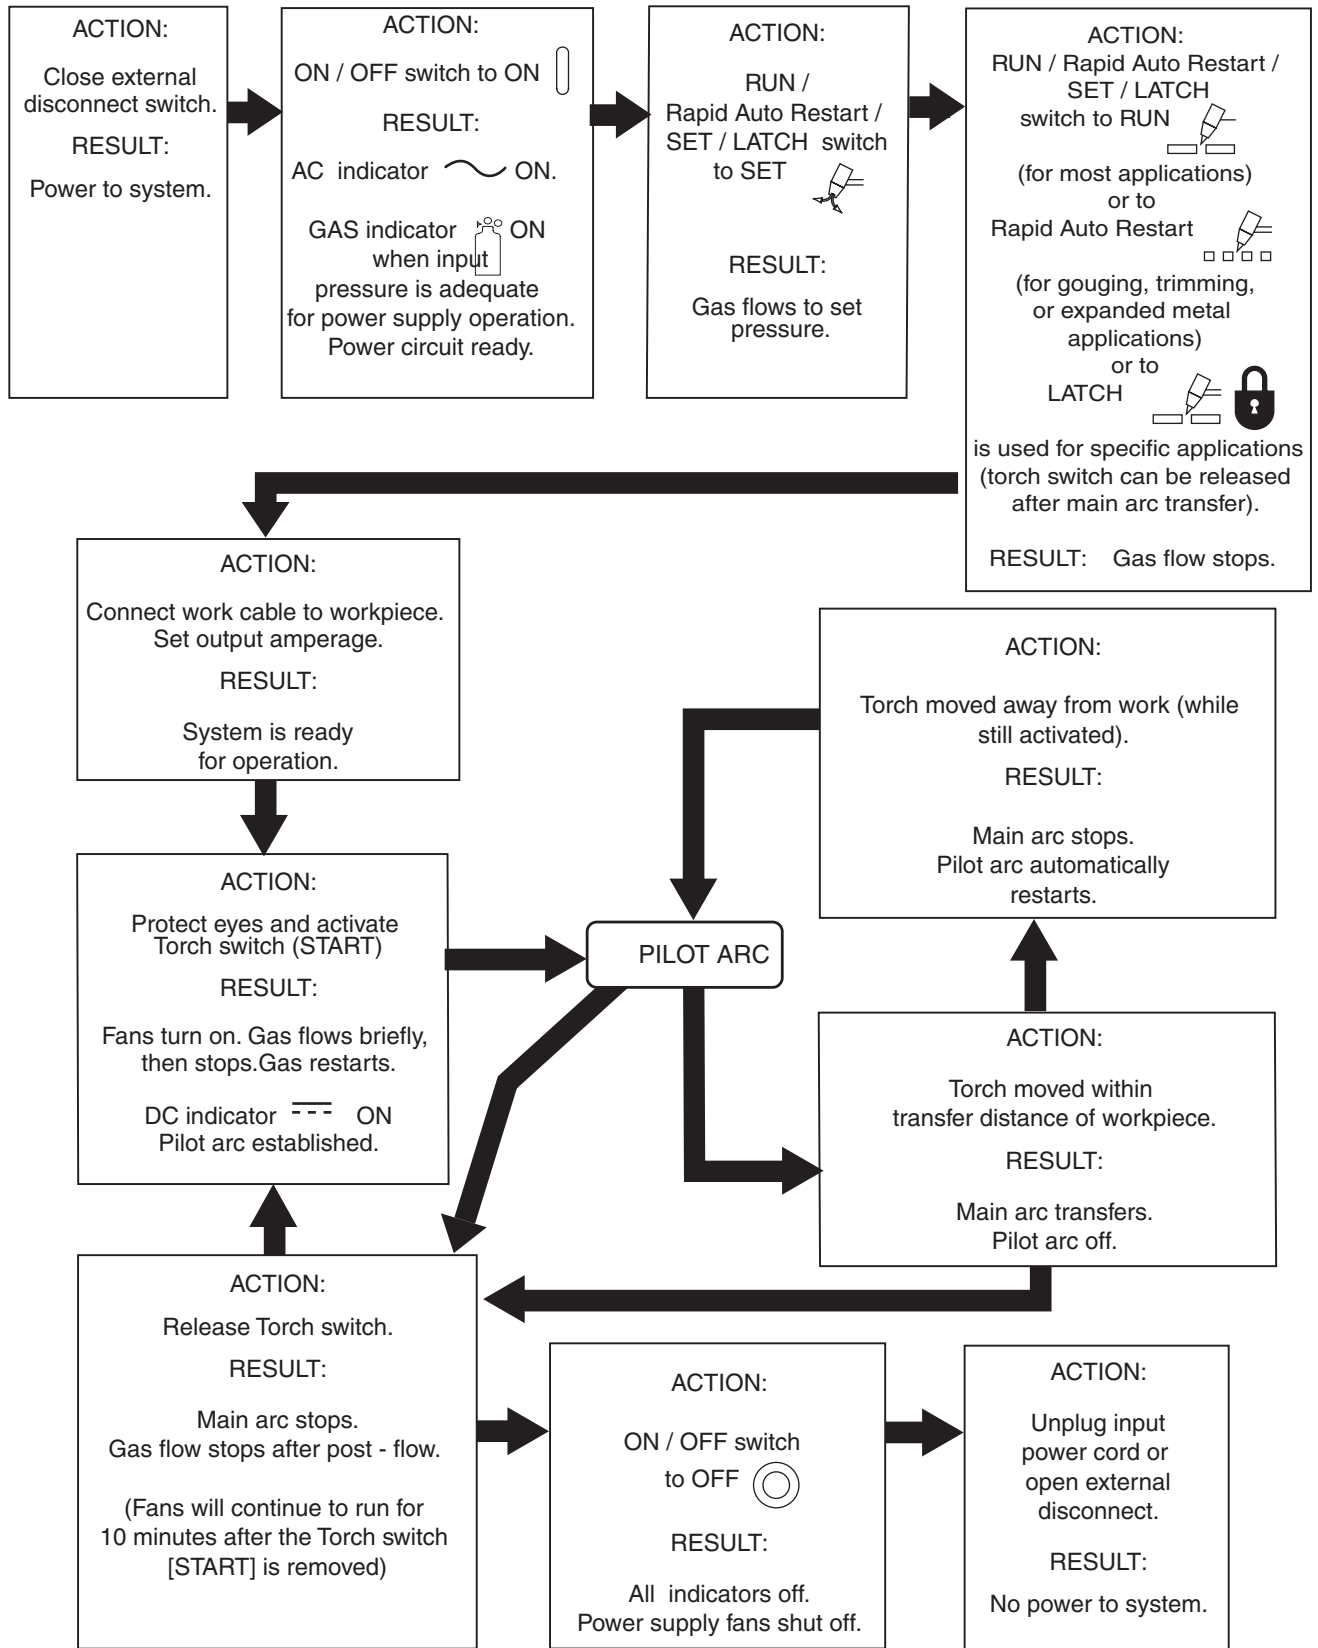 ACTION:
Close external
disconnect switch.
RESULT:
Power to system.
ACTION:
ON / OFF switch to ON
RESULT:
AC indicator ON.
GAS indicator ON
when input
pressure is adequate
for power supply operation.
Power circuit ready.
ACTION:
RUN /
Rapid Auto Restart /
SET / LATCH switch
to SET
RESULT:
Gas flows to set
pressure.
ACTION:
RUN / Rapid Auto Restart /
SET / LATCH
switch to RUN
(for most applications)
or to
Rapid Auto Restart
(for gouging, trimming,
or expanded metal
applications)
or to
LATCH
is used for specific applications
(torch switch can be released
after main arc transfer).
RESULT: Gas flow stops.
ACTION:
Connect work cable to workpiece.
Set output amperage.
RESULT:
System is ready
for operation.
ACTION:
Protect eyes and activate
Torch switch (START)
RESULT:
Fans turn on. Gas flows briefly,
then stops.Gas restarts.
DC indicator ON
Pilot arc established.
PILOT ARC
ACTION:
Torch moved away from work (while
still activated).
RESULT:
Main arc stops.
Pilot arc automatically
restarts.
ACTION:
Torch moved within
transfer distance of workpiece.
RESULT:
Main arc transfers.
Pilot arc off.
ACTION:
Release Torch switch.
RESULT:
Main arc stops.
Gas flow stops after post - flow.
(Fans will continue to run for
10 minutes after the Torch switch
[START] is removed)
ACTION:
ON / OFF switch
to OFF
RESULT:
All indicators off.
Power supply fans shut off.
ACTION:
Unplug input
power cord or
open external
disconnect.
RESULT:
No power to system.